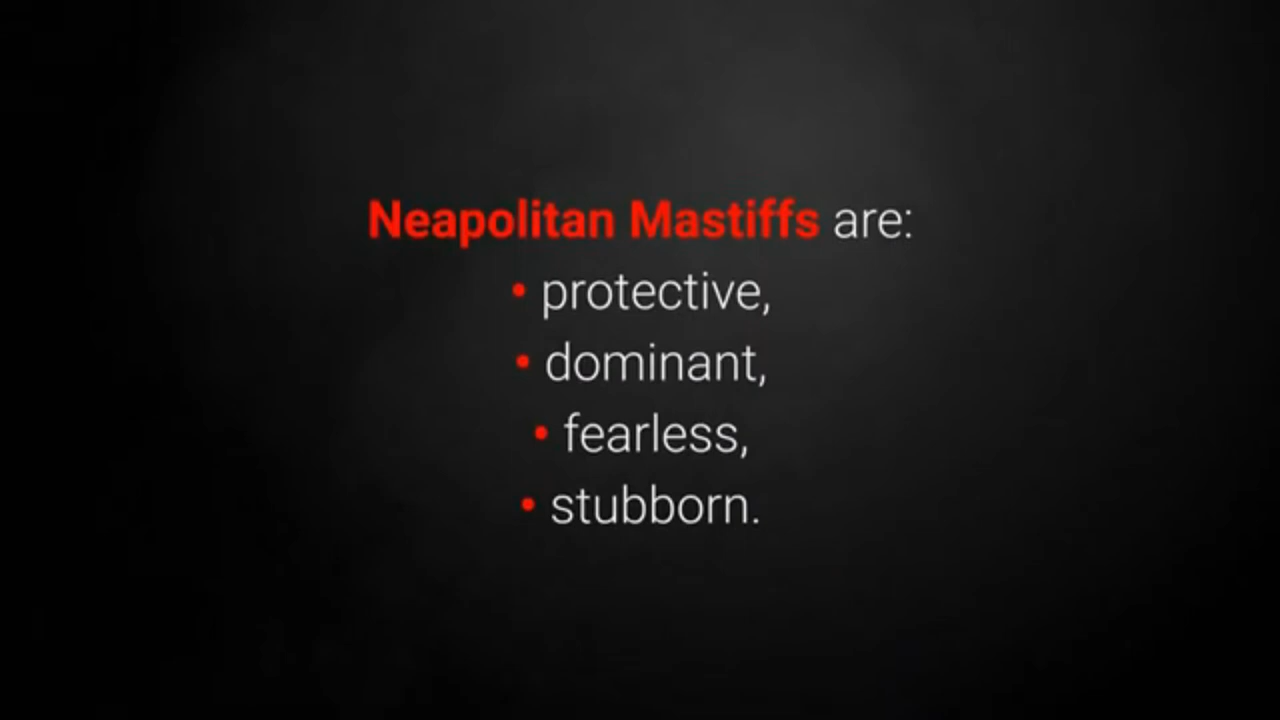 Neapolitan Mastiffs are:
• protective,
• dominant,
• fearless,
• stubborn.